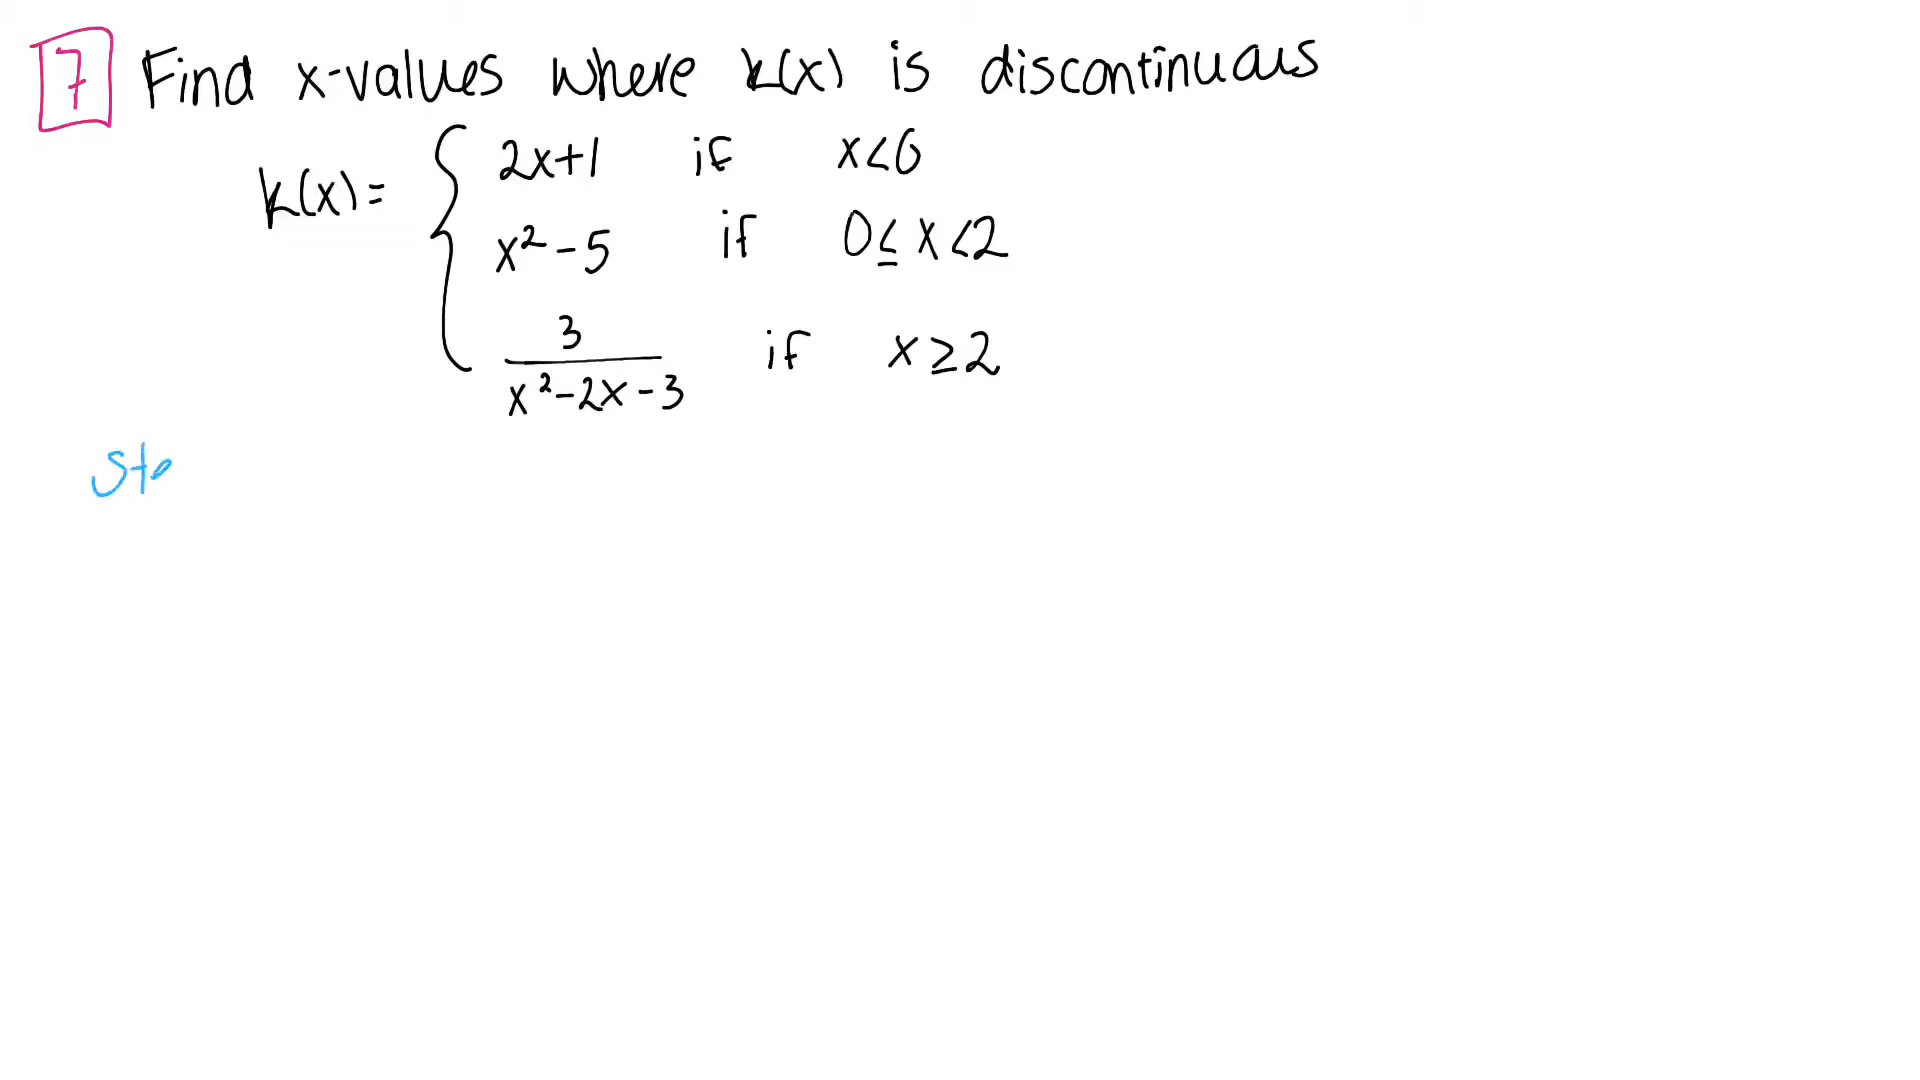 7 Find x-values where k(x) is discontinuous
k(x) = { 2x+1 if x<0
x² - 5 if 0≤ x <2
3
x² - 2x - 3 if x ≥ 2
Ste